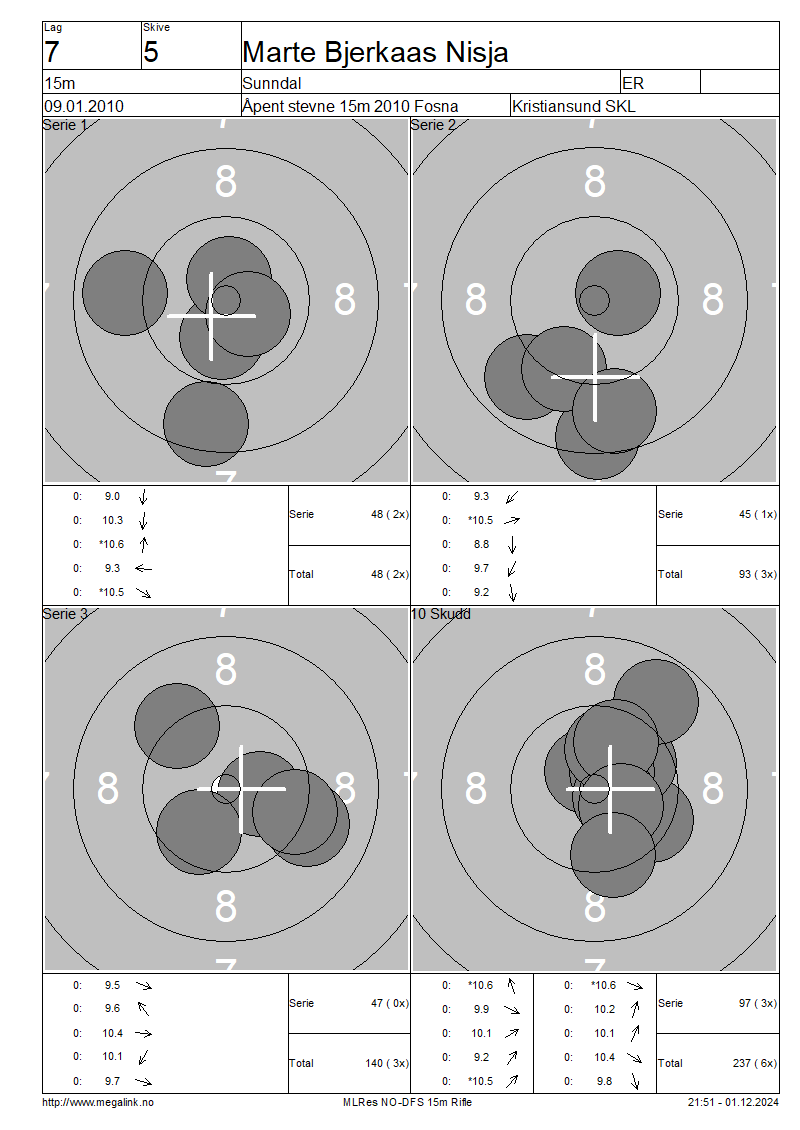 Lag Skive
7 5 Marte Bjerkaas Nisja
15m Sunndal ER
09.01.2010 Åpent stevne 15m 2010 Fosna Kristiansund SKL
Serie 1 Serie 2
8 8
8 8 8
0: 9.0
0: 10.3
0: *10.6
0: 9.3
0: *10.5
Serie 48 ( 2x)
Total 48 ( 2x)
0: 9.3
0: *10.5
0: 8.8
0: 9.7
0: 9.2
Serie 45 ( 1x)
Total 93 ( 3x)
Serie 3 10 Skudd
8 8
8 8 8 8
8 8
0: 9.5
0: 9.6
0: 10.4
0: 10.1
0: 9.7
Serie 47 ( 0x)
Total 140 ( 3x)
0: *10.6 0: *10.6
0: 9.9 0: 10.2
0: 10.1 0: 10.1
0: 9.2 0: 10.4
0: *10.5 0: 9.8
Serie 97 ( 3x)
Total 237 ( 6x)
http://www.megalink.no MLRes NO-DFS 15m Rifle 21:51 - 01.12.2024